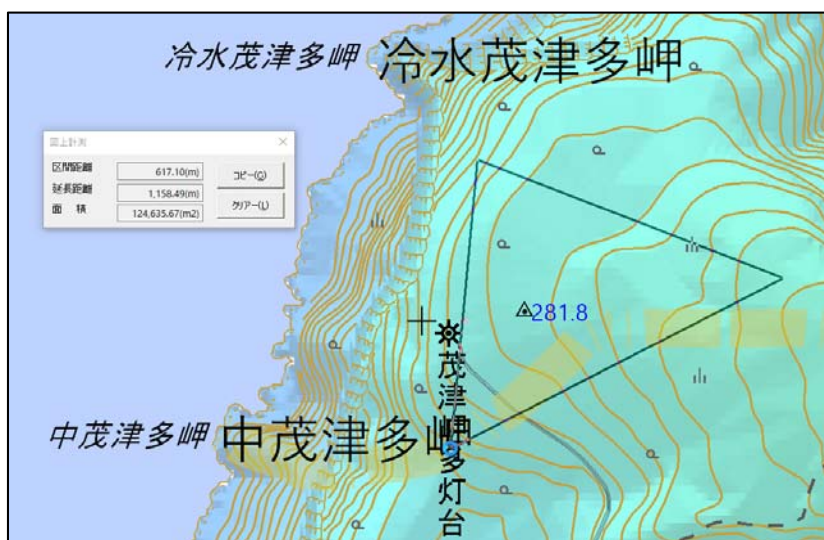 冷水茂津多岬 冷水茂津多岬
図上計測
区間距離 617.10(m) コピー(C)
延長距離 1,158.49(m)
面 積 124,635.67(m2) クリアー(L)
281.8
中茂津多岬 中茂津多岬
茂津多岬灯台